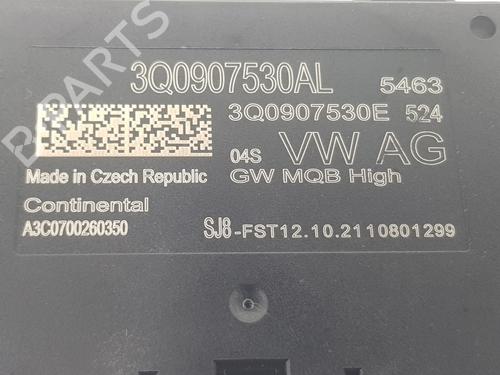 3Q0907530AL 5463
3Q0907530E 524
04S VW AG
Made in Czech Republic GW MQB High
Continental
A3C0700260350 SJ8-FST12.10.2110801299
B-PARTS